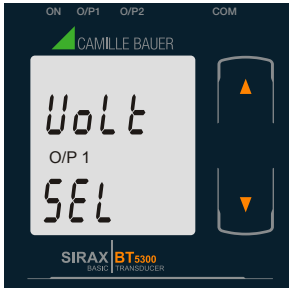 ON O/P1 O/P2 COM
CAMILLE BAUER
VoLt
O/P 1
SEL
SIRAX BT5300
BASIC TRANSDUCER